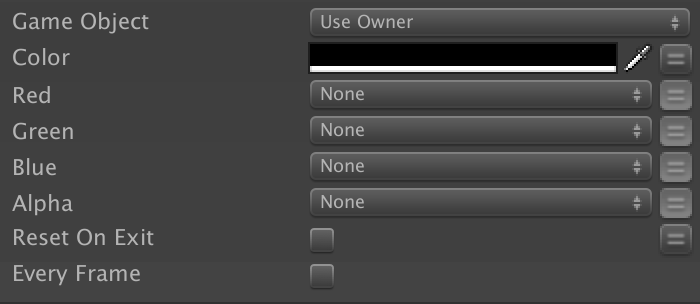 Game Object Use Owner
Color
Red None
Green None
Blue None
Alpha None
Reset On Exit
Every Frame